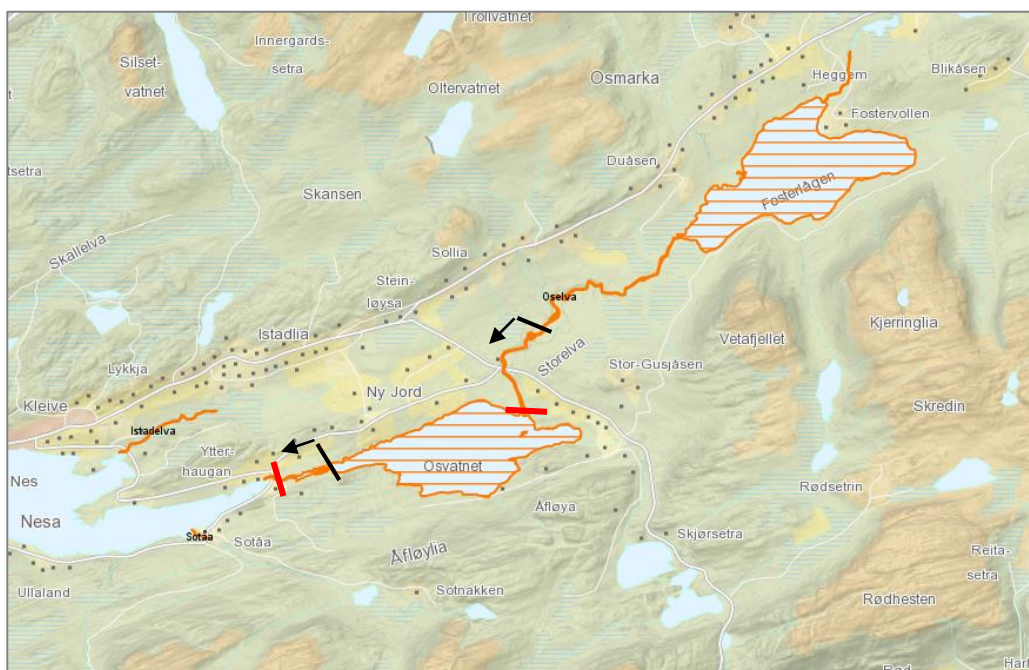 Trollvatnet
Innergards-
setra
Silset-
vatnet
Oltervatnet
Osmarka
Heggem
Blikåsen
Fostervollen
Duåsen
Skansen
Fosterlågen
Skallelva
Sollia
Stein-
løysa
Oselva
Istadlia
Storelva
Vetafjellet
Kjerringlia
Stor-Gusjåsen
Lykkja
Ny Jord
Kleive
Skredin
Istadelva
Ytter-
haugan
Osvatnet
Nes
Nesa
Rødsetrin
Åfløya
Skjørsetra
Sotåa
Sotåa
Åfløylia
Reita-
setra
Ullaland
Sotnakken
Rødhesten